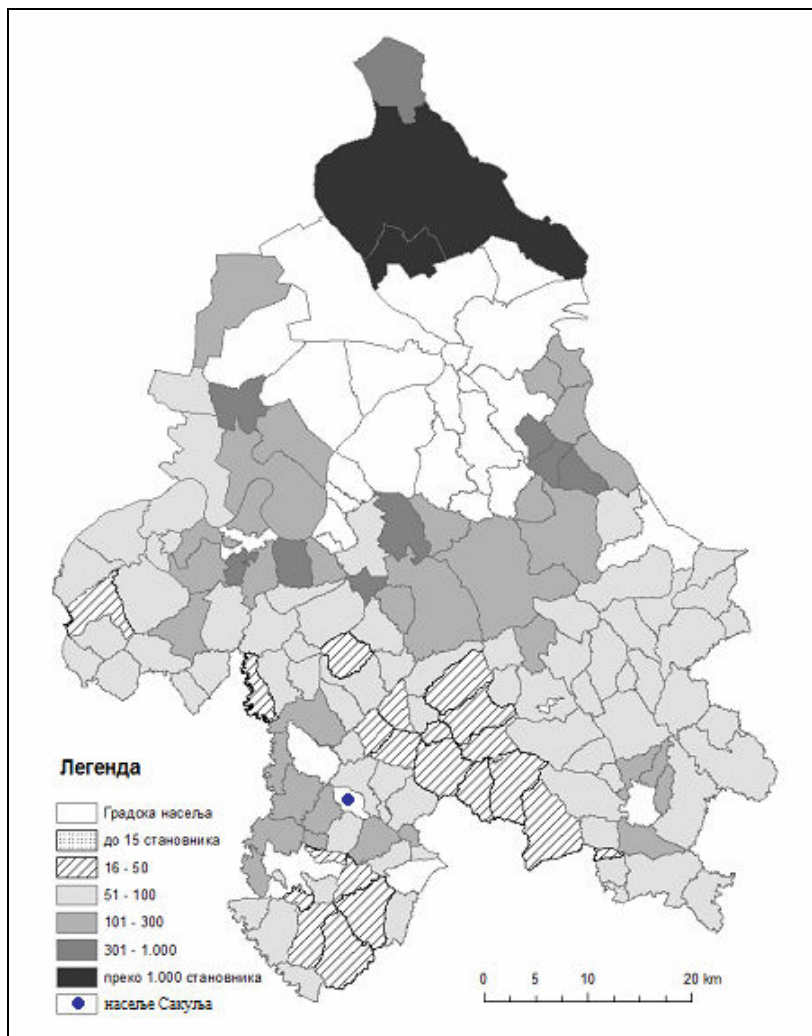 Легенда
Градска насеља
до 15 становника
16 - 50
51 - 100
101 - 300
301 - 1.000
преко 1.000 становника
насеље Сакуља
0 5 10 20 km